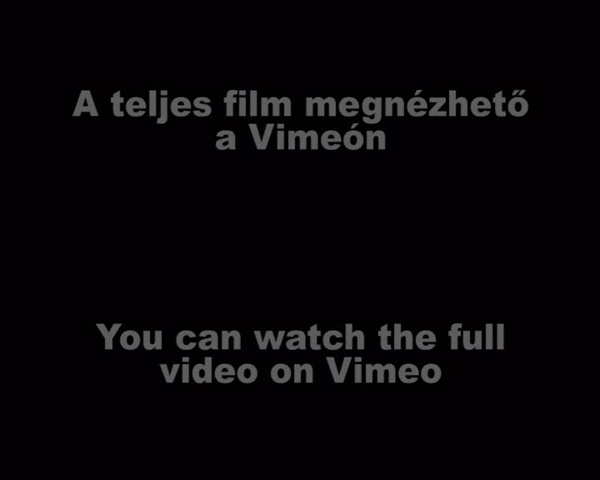 A teljes film megnézhető
a Vimeón
You can watch the full
video on Vimeo